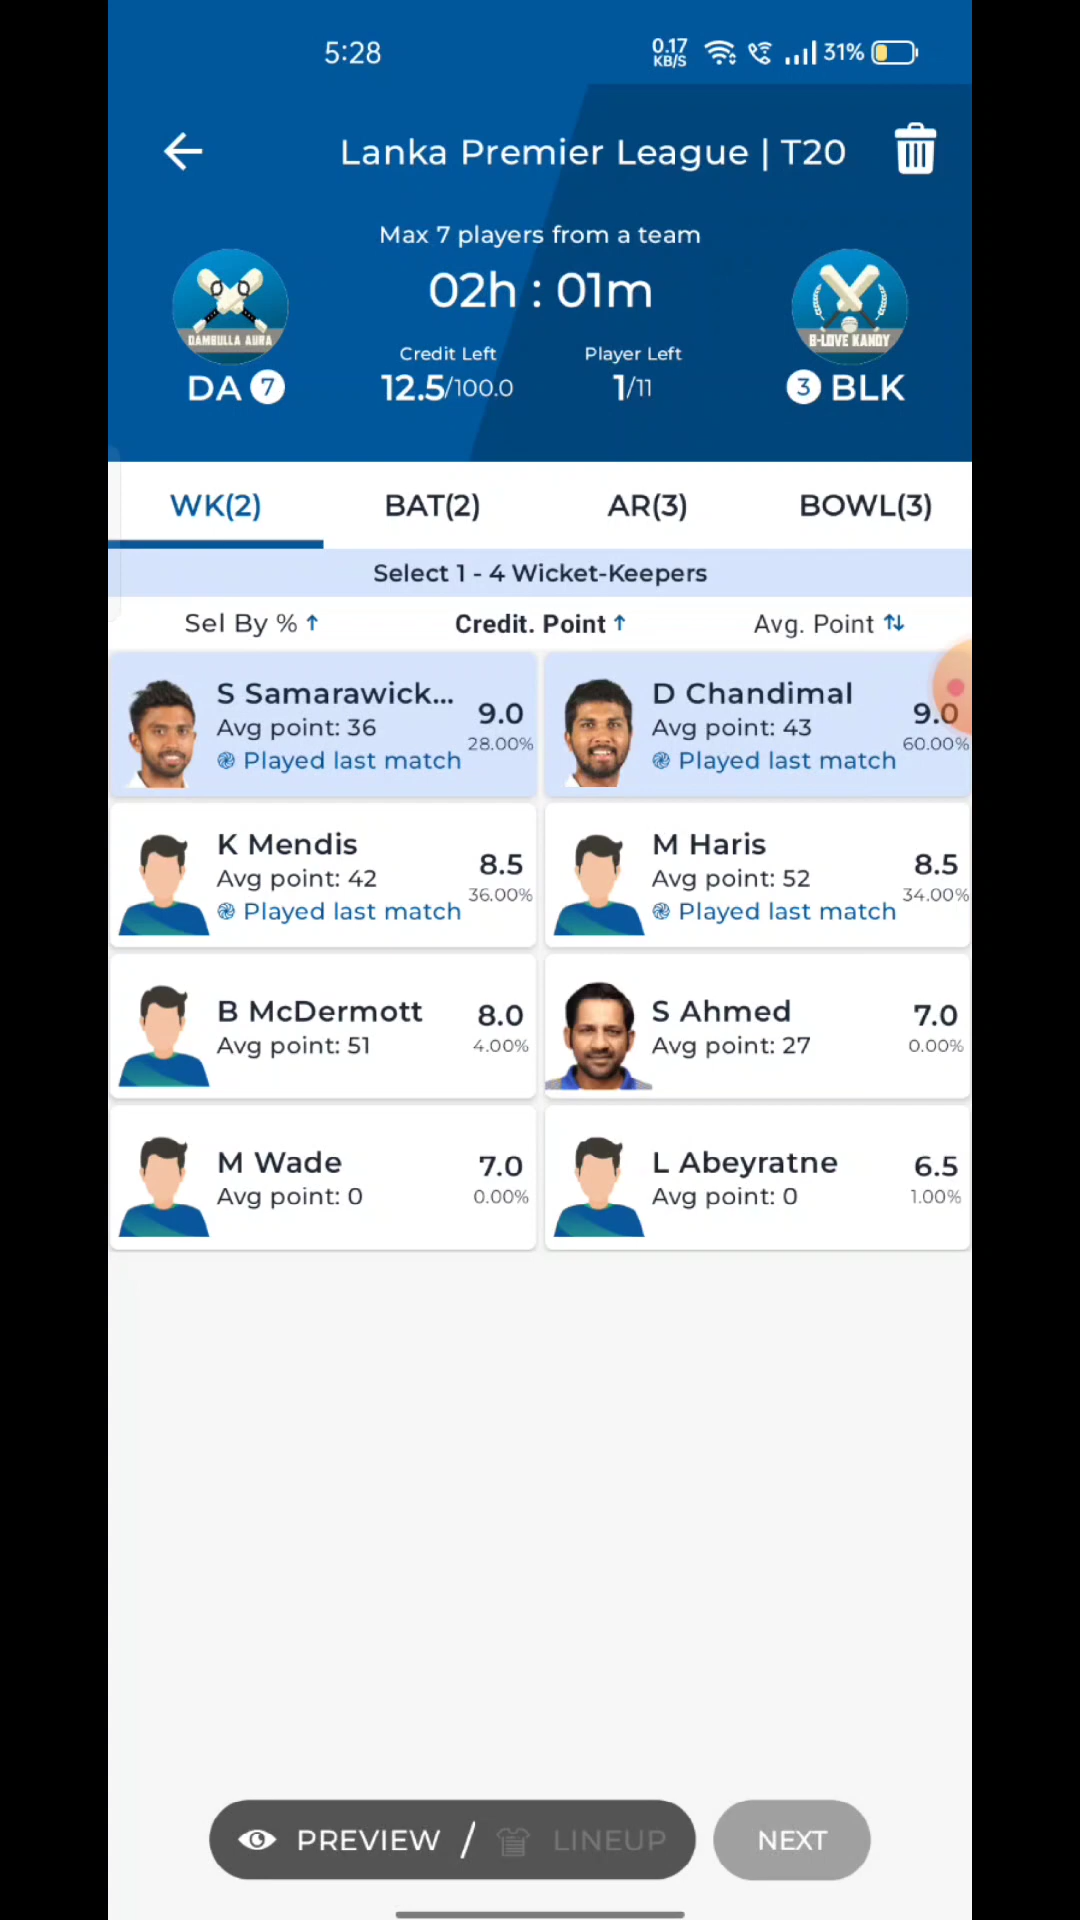 5:28
0.17
KB/S
31%
Lanka Premier League | T20
Max 7 players from a team
02h : 01m
DAMBULLA AURA
B-LOVE KANDY
Credit Left
Player Left
DA 7
12.5/100.0
1/11
3 BLK
WK(2)
BAT(2)
AR(3)
BOWL(3)
Select 1 - 4 Wicket-Keepers
Sel By % ↑
Credit. Point ↑
Avg. Point ↑↓
S Samarawick...
Avg point: 36
Played last match
9.0
28.00%
D Chandimal
Avg point: 43
Played last match
9.0
60.00%
K Mendis
Avg point: 42
Played last match
8.5
36.00%
M Haris
Avg point: 52
Played last match
8.5
34.00%
B McDermott
Avg point: 51
8.0
4.00%
S Ahmed
Avg point: 27
7.0
0.00%
M Wade
Avg point: 0
7.0
0.00%
L Abeyratne
Avg point: 0
6.5
1.00%
PREVIEW / LINEUP
NEXT